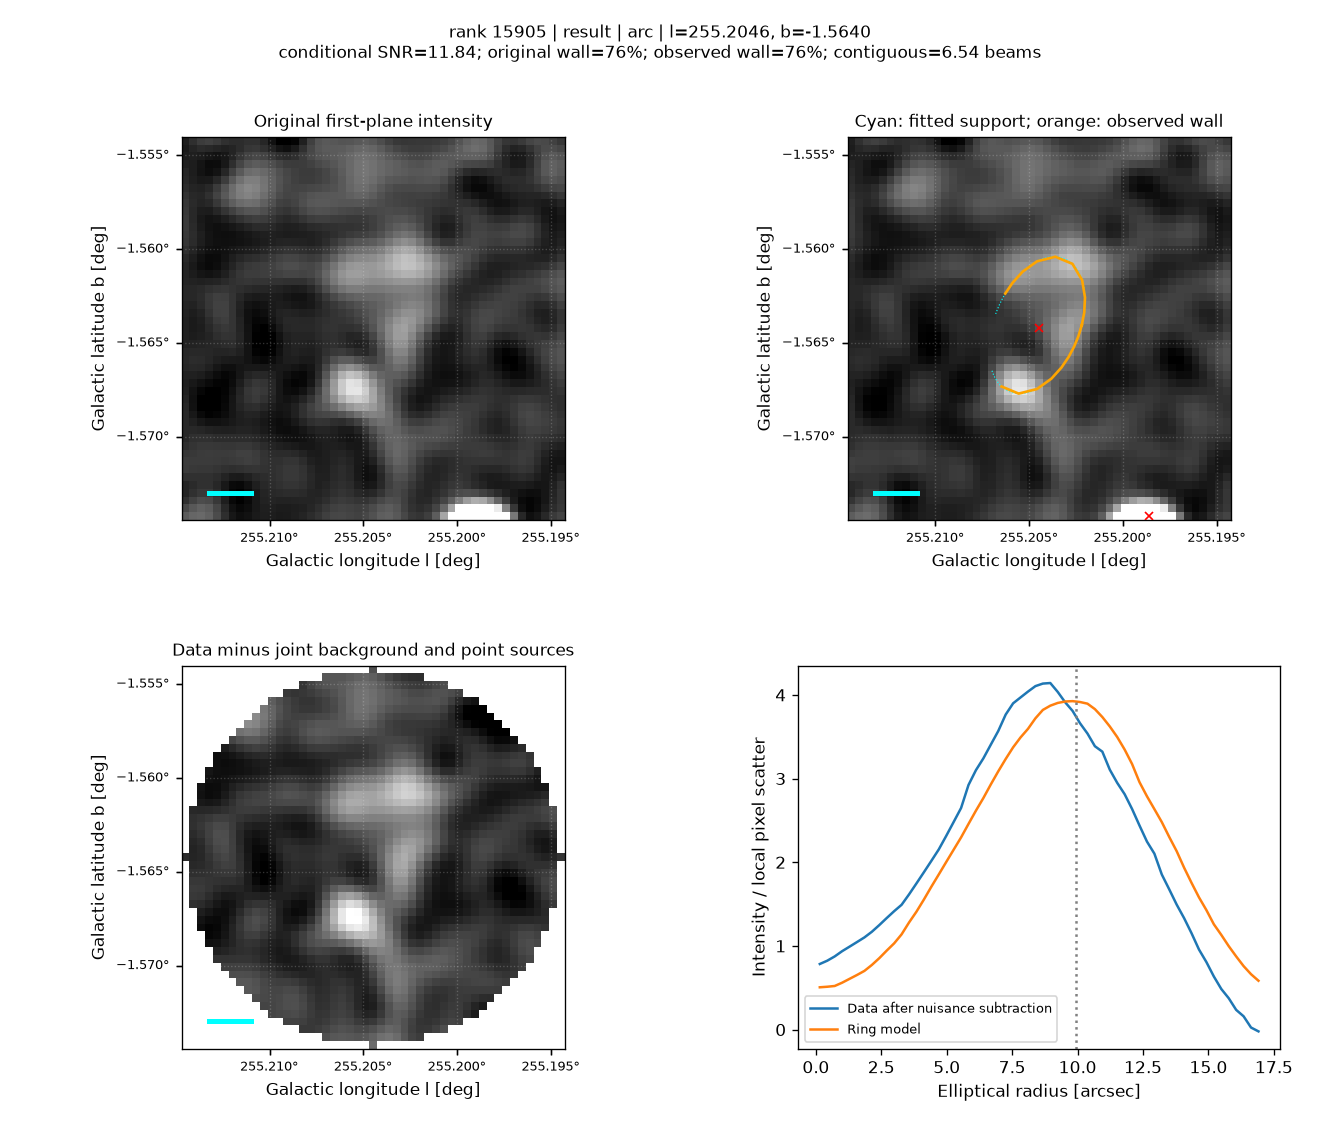 rank 15905 | result | arc | l=255.2046, b=-1.5640
conditional SNR=11.84; original wall=76%; observed wall=76%; contiguous=6.54 beams
Original first-plane intensity
−1.555°
−1.560°
−1.565°
−1.570°
Galactic latitude b [deg]
255.210°
255.205°
255.200°
255.195°
Galactic longitude l [deg]
Cyan: fitted support; orange: observed wall
−1.555°
−1.560°
−1.565°
−1.570°
Galactic latitude b [deg]
255.210°
255.205°
255.200°
255.195°
Galactic longitude l [deg]
Data minus joint background and point sources
−1.555°
−1.560°
−1.565°
−1.570°
Galactic latitude b [deg]
255.210°
255.205°
255.200°
255.195°
Galactic longitude l [deg]
4
3
2
1
0
Intensity / local pixel scatter
Data after nuisance subtraction
Ring model
0.0
2.5
5.0
7.5
10.0
12.5
15.0
17.5
Elliptical radius [arcsec]